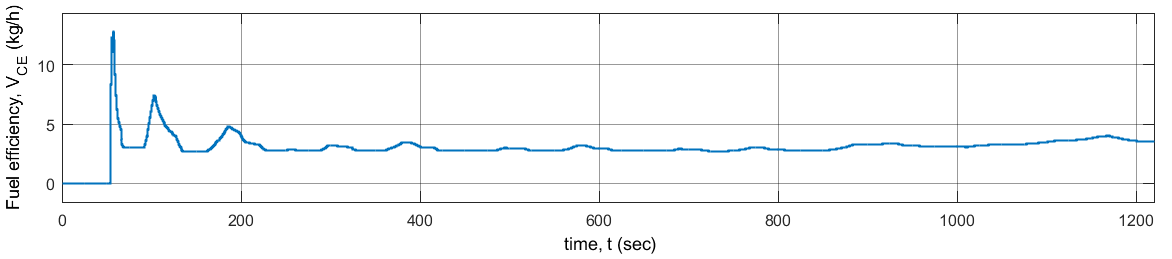 Fuel efficiency, V_CE (kg/h)
10
5
0
0 200 400 600 800 1000 1200
time, t (sec)